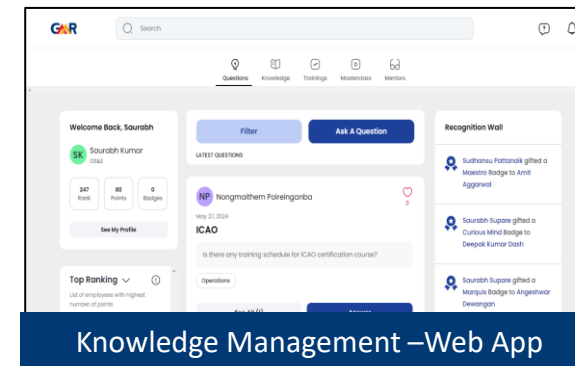 GMR
Search
Questions
Knowledge
Trainings
Masterclass
Mentors
Welcome Back, Saurabh
SK
Saurabh Kumar
OS&E
247
Rank
80
Points
0
Badges
See My Profile
Top Ranking
List of employees with highest
number of points
Filter
Ask A Question
LATEST QUESTIONS
NP
Nongmaithem Poireinganba
0
May 27, 2024
ICAO
Is there any training schedule for ICAO certification course?
Operations
Recognition Wall
Sudhansu Pattanaik gifted a
Maestro Badge to Amit
Aggarwal
Saurabh Supare gifted a
Curious Mind Badge to
Deepak Kumar Dash
Saurabh Supare gifted a
Marquis Badge to Angeshwar
Dewangan
Knowledge Management –Web App